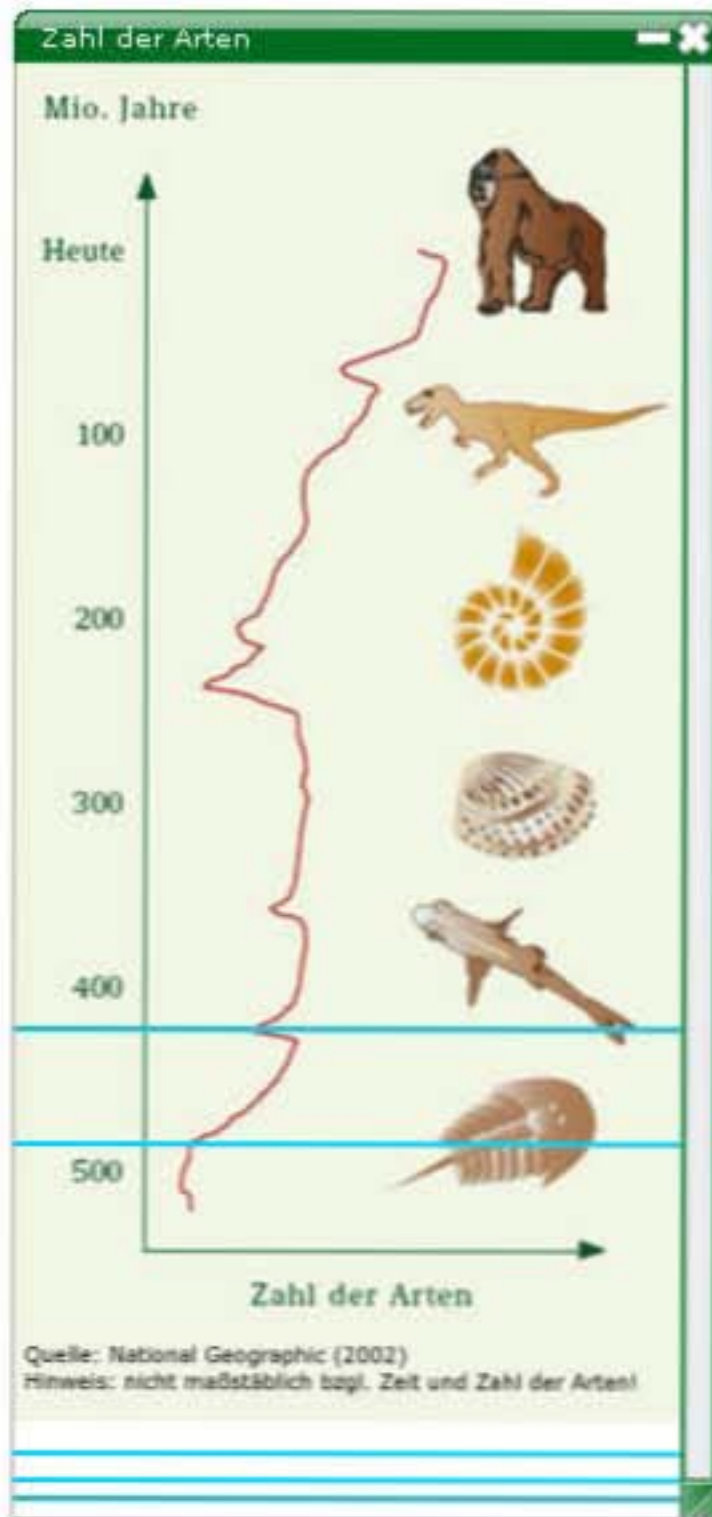 Zahl der Arten
Mio. Jahre
Heute
100
200
300
400
500
Zahl der Arten
Quelle: National Geographic (2002)
Hinweis: nicht maßstäblich bzgl. Zeit und Zahl der Arten!